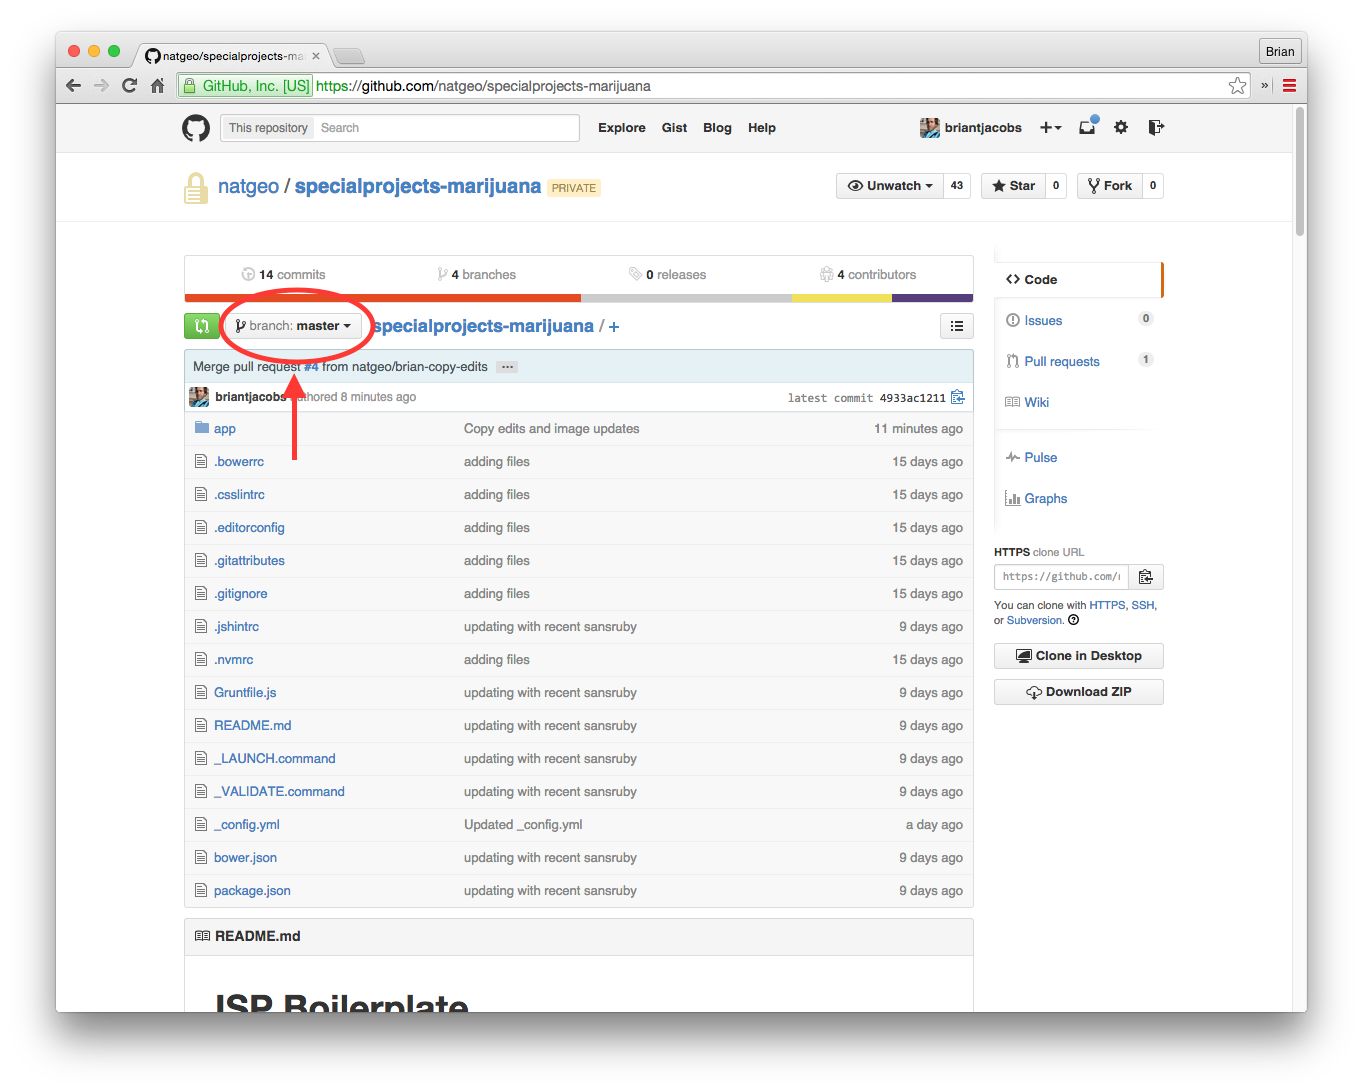 natgeo/specialprojects-ma
Brian
GitHub, Inc. [US] https://github.com/natgeo/specialprojects-marijuana
»
This repository Search Explore Gist Blog Help briantjacobs
natgeo / specialprojects-marijuana PRIVATE Unwatch 43 Star 0 Fork 0
14 commits 4 branches 0 releases 4 contributors
branch: master specialprojects-marijuana / +
Merge pull request #4 from natgeo/brian-copy-edits ...
briantjacobs authored 8 minutes ago latest commit 4933ac1211
app Copy edits and image updates 11 minutes ago
.bowerrc adding files 15 days ago
.csslintrc adding files 15 days ago
.editorconfig adding files 15 days ago
.gitattributes adding files 15 days ago
.gitignore adding files 15 days ago
.jshintrc updating with recent sansruby 9 days ago
.nvmrc adding files 15 days ago
Gruntfile.js updating with recent sansruby 9 days ago
README.md updating with recent sansruby 9 days ago
_LAUNCH.command updating with recent sansruby 9 days ago
_VALIDATE.command updating with recent sansruby 9 days ago
_config.yml Updated _config.yml a day ago
bower.json updating with recent sansruby 9 days ago
package.json updating with recent sansruby 9 days ago
README.md
ISP Boilerplate
Code
Issues 0
Pull requests 1
Wiki
Pulse
Graphs
HTTPS clone URL
https://github.com/
You can clone with HTTPS, SSH,
or Subversion.
Clone in Desktop
Download ZIP